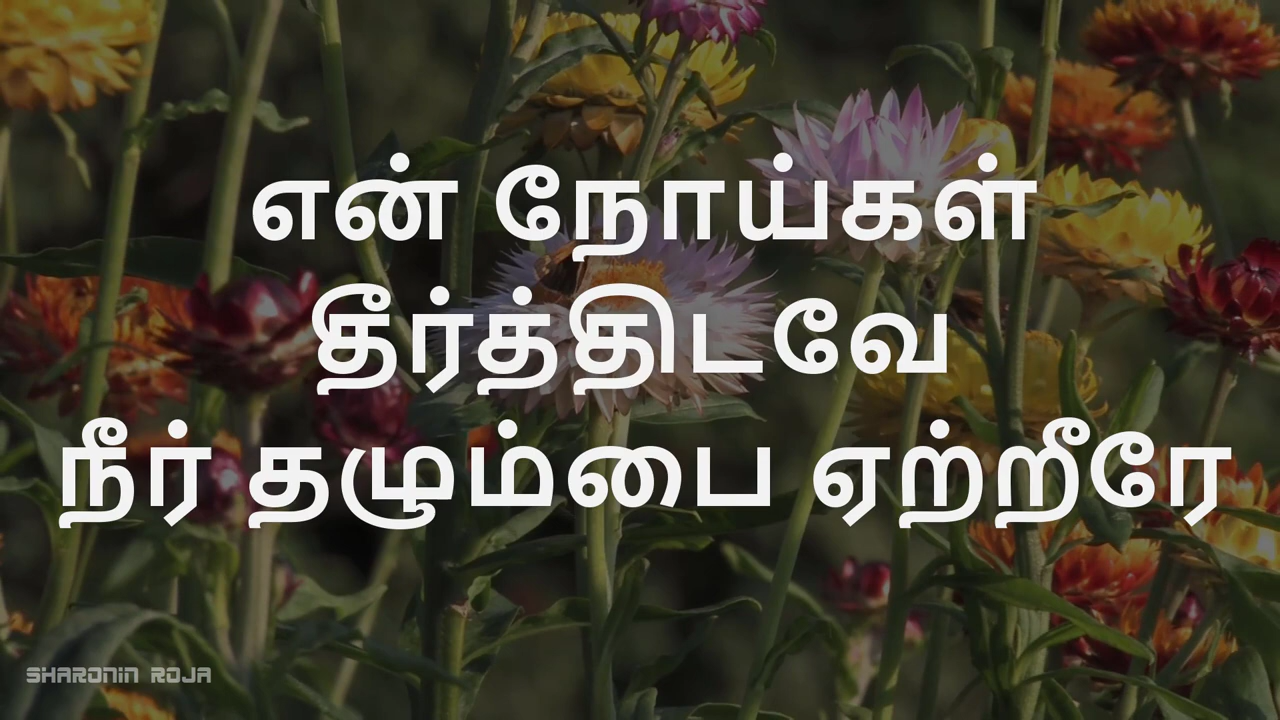 என் நோய்கள்
தீர்த்திடவே
நீர் தழும்பை ஏற்றீரே
SHARONIN ROJA